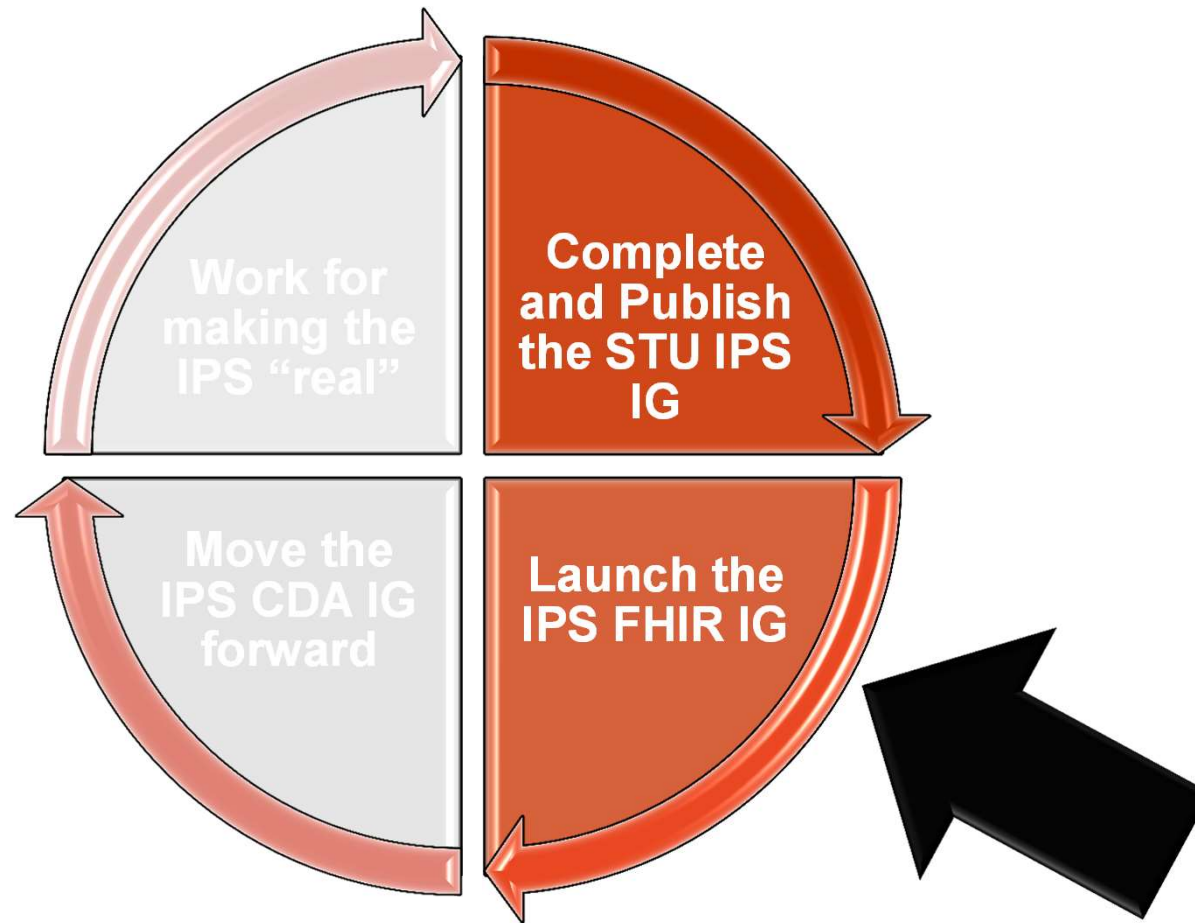 Work for
making the
IPS “real”
Complete
and Publish
the STU IPS
IG
Move the
IPS CDA IG
forward
Launch the
IPS FHIR IG